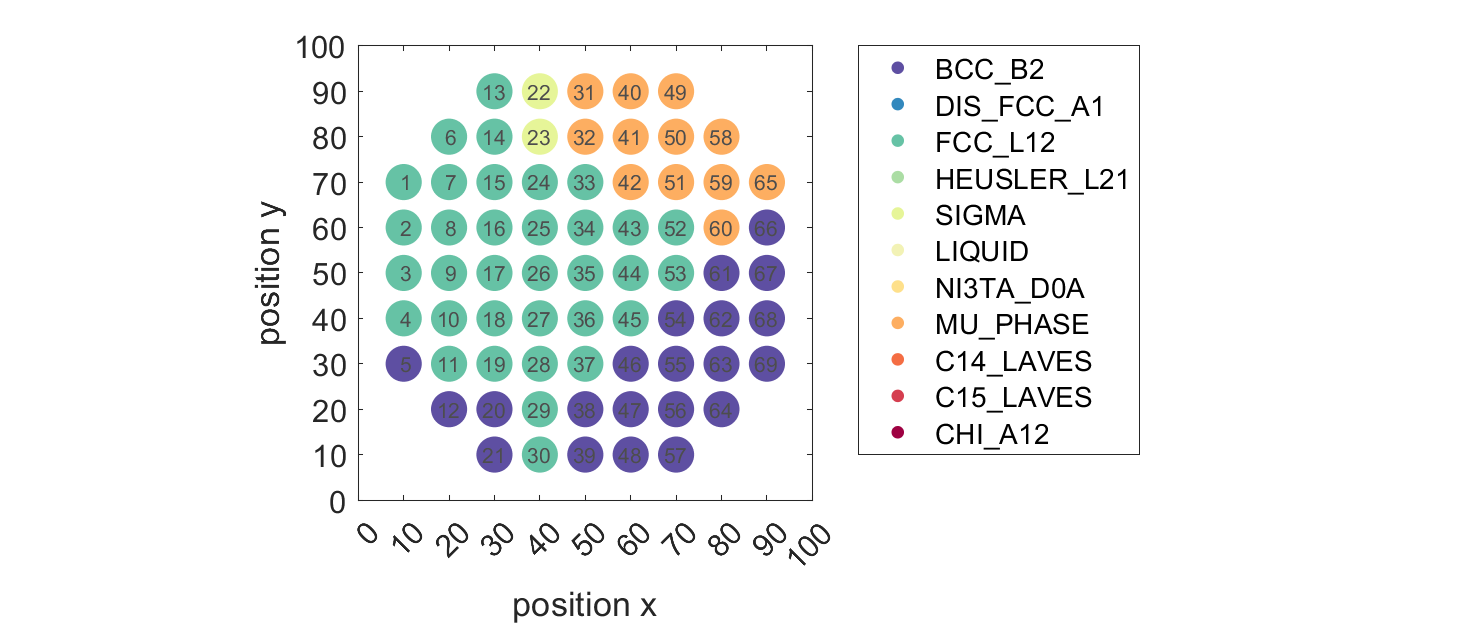 100
90
80
70
60
50
40
30
20
10
0
position y
13 22 31 40 49
6 14 23 32 41 50 58
1 7 15 24 33 42 51 59 65
2 8 16 25 34 43 52 60 66
3 9 17 26 35 44 53 61 67
4 10 18 27 36 45 54 62 68
5 11 19 28 37 46 55 63 69
12 20 29 38 47 56 64
21 30 39 48 57
0 10 20 30 40 50 60 70 80 90 100
position x
BCC_B2
DIS_FCC_A1
FCC_L12
HEUSLER_L21
SIGMA
LIQUID
NI3TA_D0A
MU_PHASE
C14_LAVES
C15_LAVES
CHI_A12